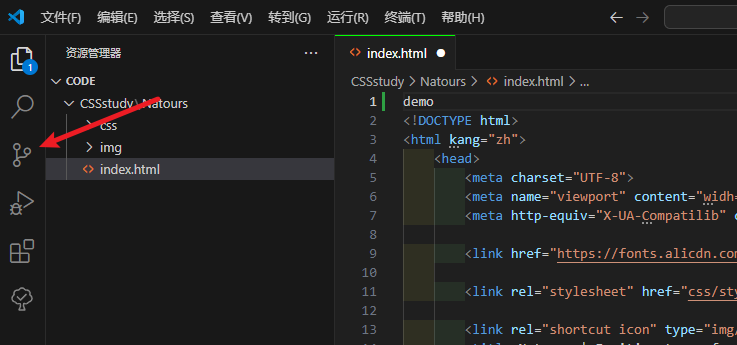 文件(F) 编辑(E) 选择(S) 查看(V) 转到(G) 运行(R) 终端(T) 帮助(H)
资源管理器 ···
1
CODE
CSSstudy\Natours
css
img
index.html
index.html
CSSstudy > Natours > index.html > ...
1 demo
2 <!DOCTYPE html>
3 <html kang="zh">
4 <head>
5 <meta charset="UTF-8">
6 <meta name="viewport" content="widh=
7 <meta http-equiv="X-UA-Compatilib" c
8
9 <link href="https://fonts.alicdn.com
10
11 <link rel="stylesheet" href="css/sty
12
13 <link rel="shortcut icon" type="img/